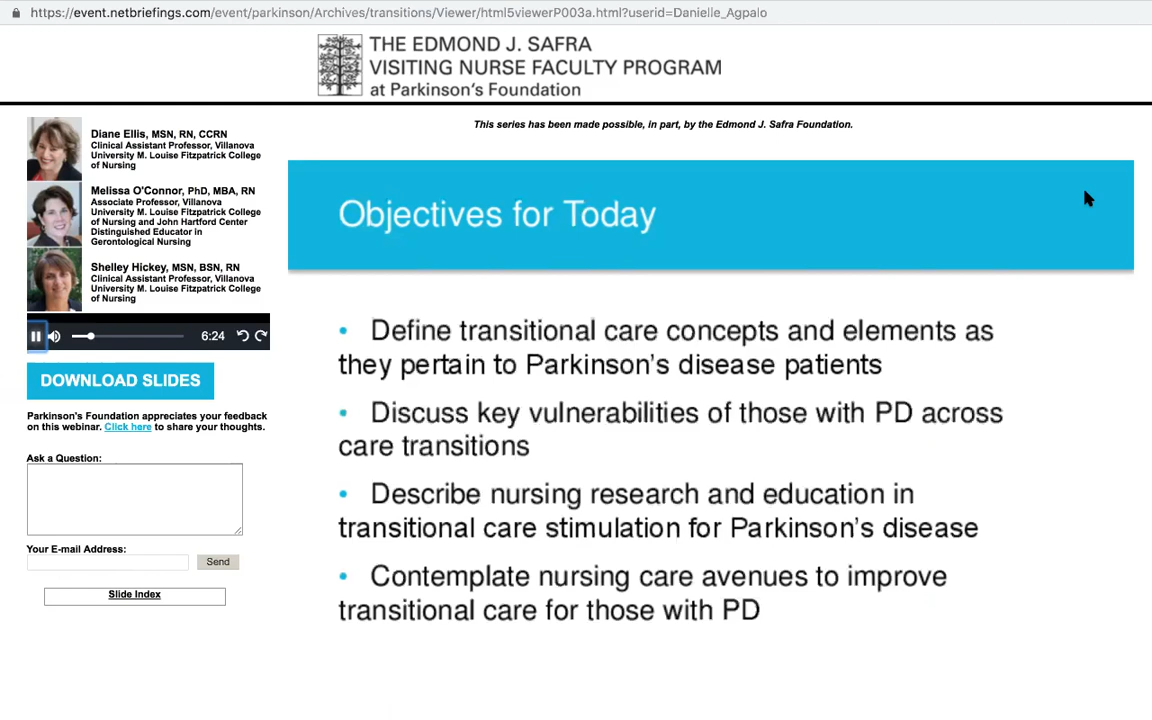 https://event.netbriefings.com/event/parkinson/Archives/transitions/Viewer/html5viewerP003a.html?userid=Danielle_Agpalo
THE EDMOND J. SAFRA
VISITING NURSE FACULTY PROGRAM
at Parkinson's Foundation
This series has been made possible, in part, by the Edmond J. Safra Foundation.
Diane Ellis, MSN, RN, CCRN
Clinical Assistant Professor, Villanova
University M. Louise Fitzpatrick College
of Nursing
Melissa O'Connor, PhD, MBA, RN
Associate Professor, Villanova
University M. Louise Fitzpatrick College
of Nursing and John Hartford Center
Distinguished Educator in
Gerontological Nursing
Shelley Hickey, MSN, BSN, RN
Clinical Assistant Professor, Villanova
University M. Louise Fitzpatrick College
of Nursing
6:24
DOWNLOAD SLIDES
Parkinson's Foundation appreciates your feedback
on this webinar. Click here to share your thoughts.
Ask a Question:
Your E-mail Address:
Send
Slide Index
Objectives for Today
• Define transitional care concepts and elements as
they pertain to Parkinson's disease patients
• Discuss key vulnerabilities of those with PD across
care transitions
• Describe nursing research and education in
transitional care stimulation for Parkinson's disease
• Contemplate nursing care avenues to improve
transitional care for those with PD